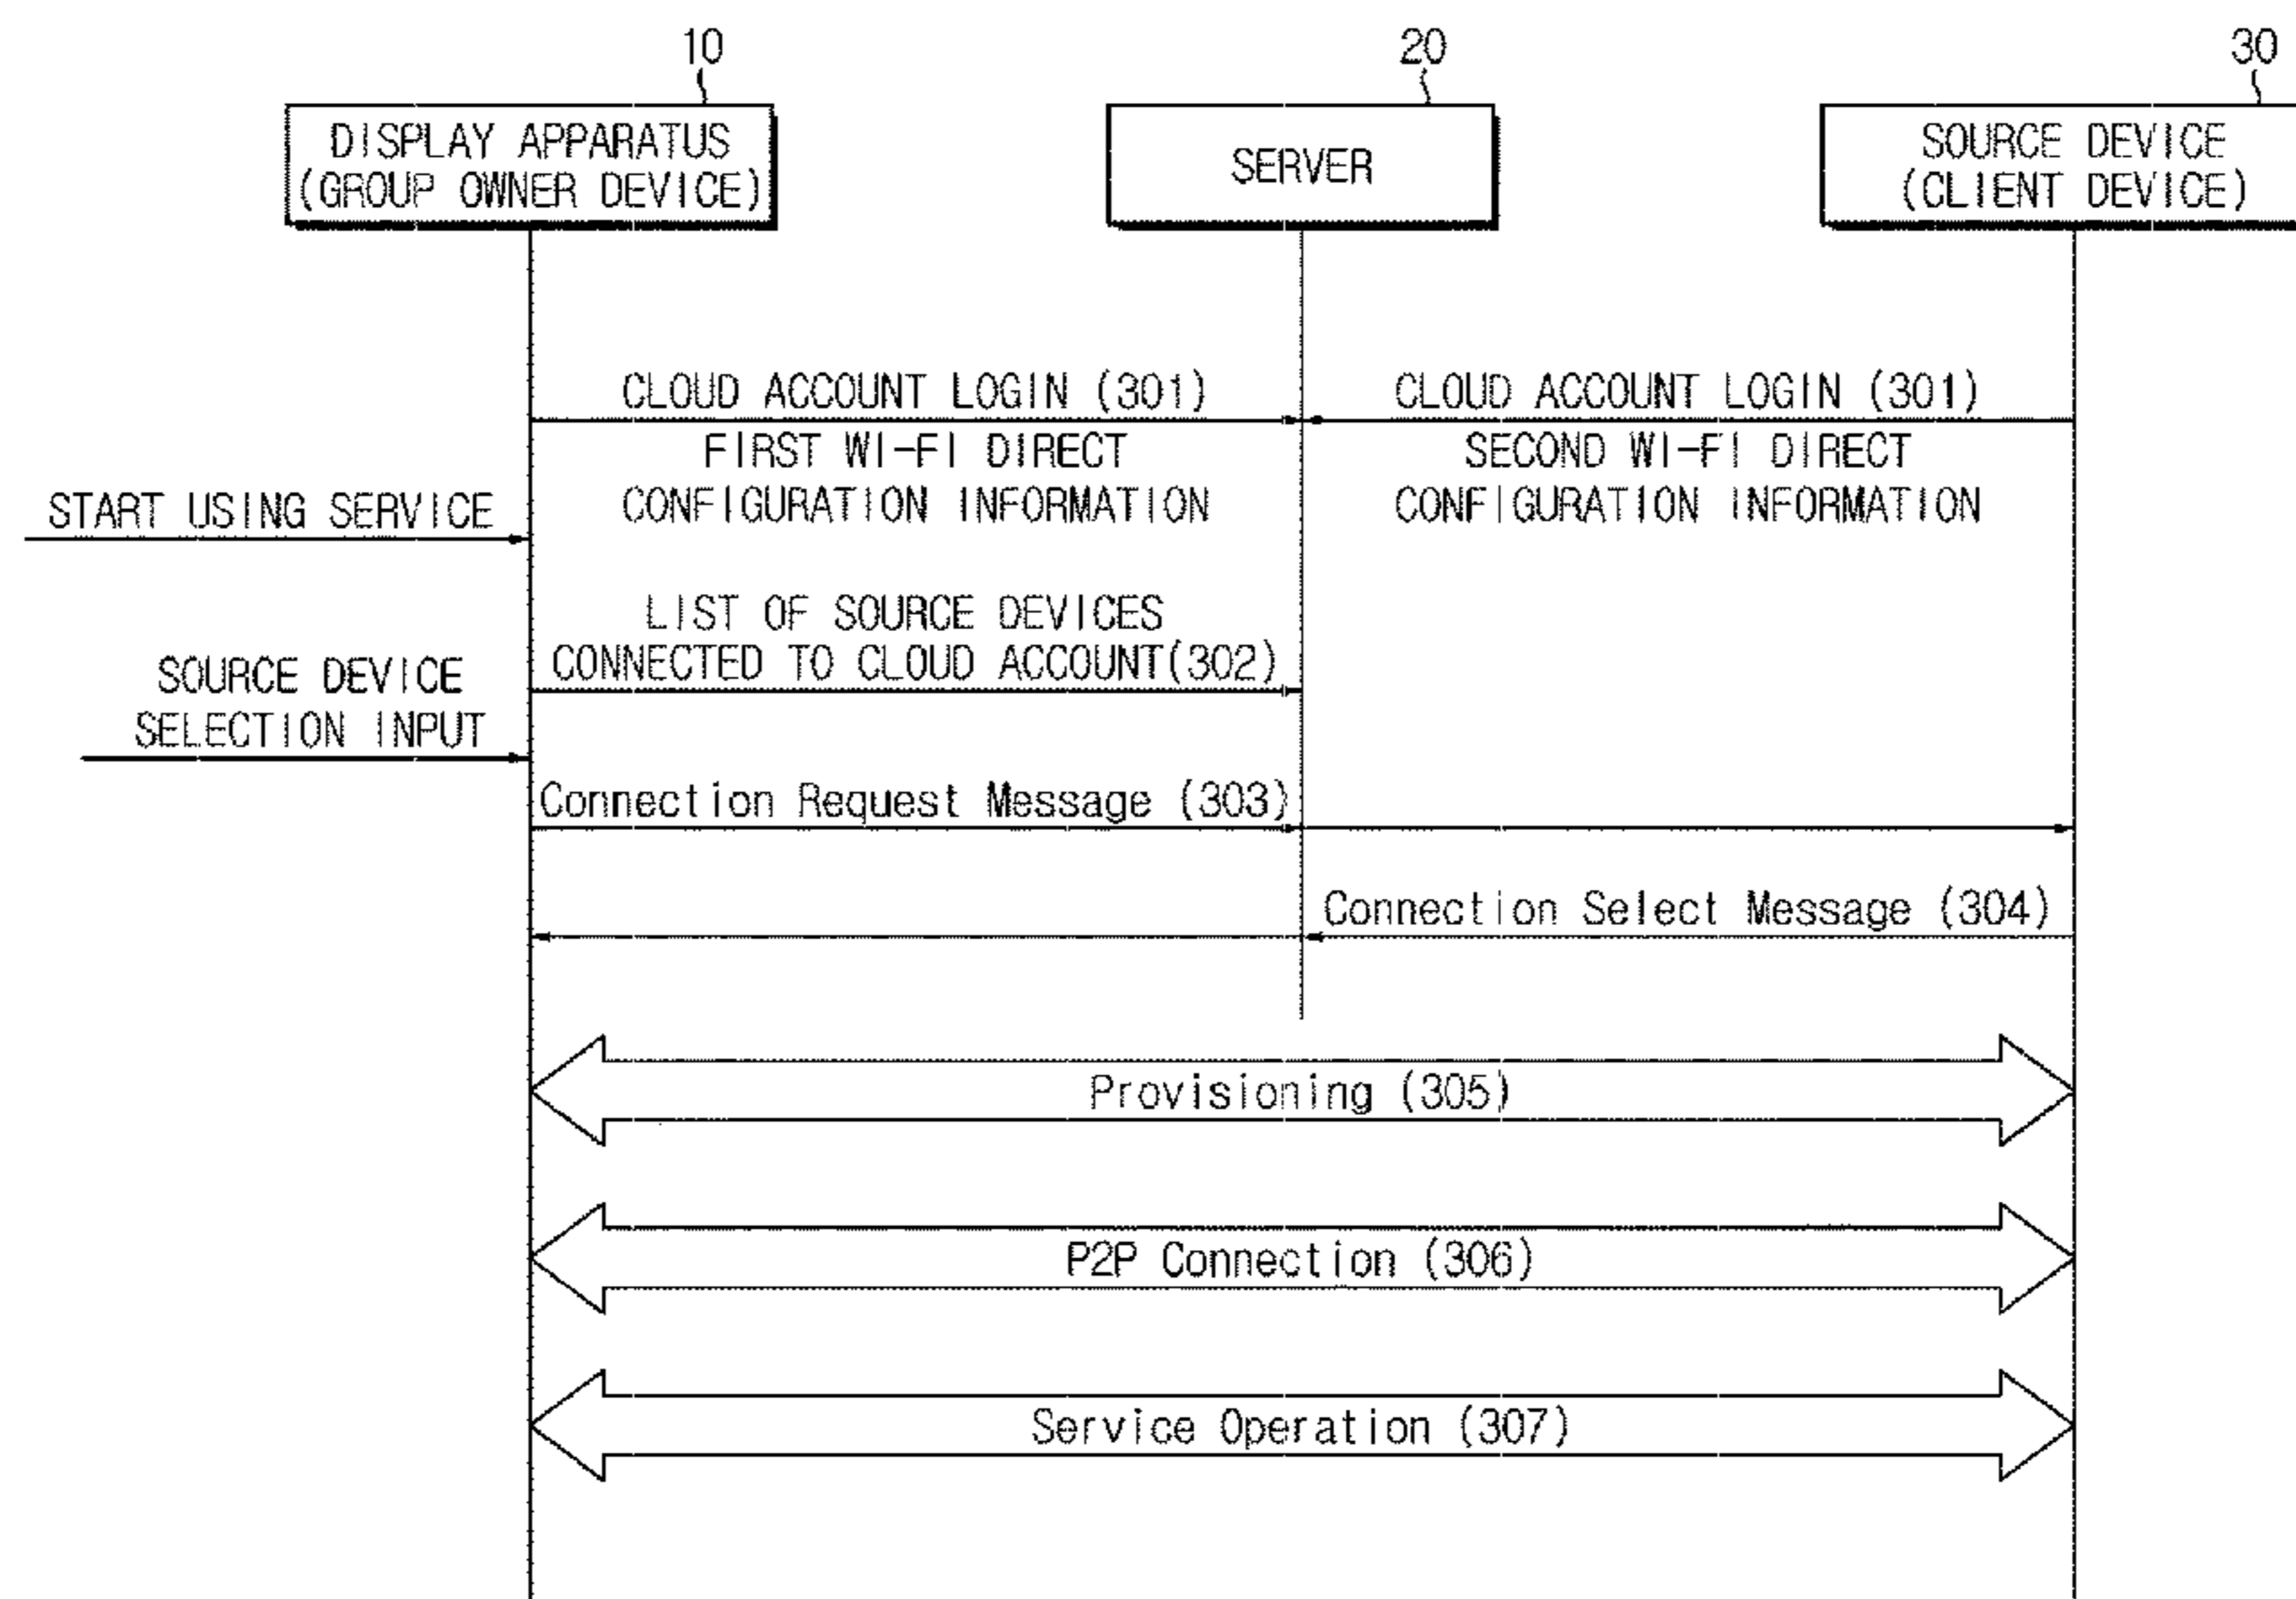 10
20
30
DISPLAY APPARATUS
(GROUP OWNER DEVICE)
SERVER
SOURCE DEVICE
(CLIENT DEVICE)
CLOUD ACCOUNT LOGIN (301)
CLOUD ACCOUNT LOGIN (301)
FIRST WI-FI DIRECT
CONFIGURATION INFORMATION
SECOND WI-FI DIRECT
CONFIGURATION INFORMATION
START USING SERVICE
LIST OF SOURCE DEVICES
CONNECTED TO CLOUD ACCOUNT(302)
SOURCE DEVICE
SELECTION INPUT
Connection Request Message (303)
Connection Select Message (304)
Provisioning (305)
P2P Connection (306)
Service Operation (307)